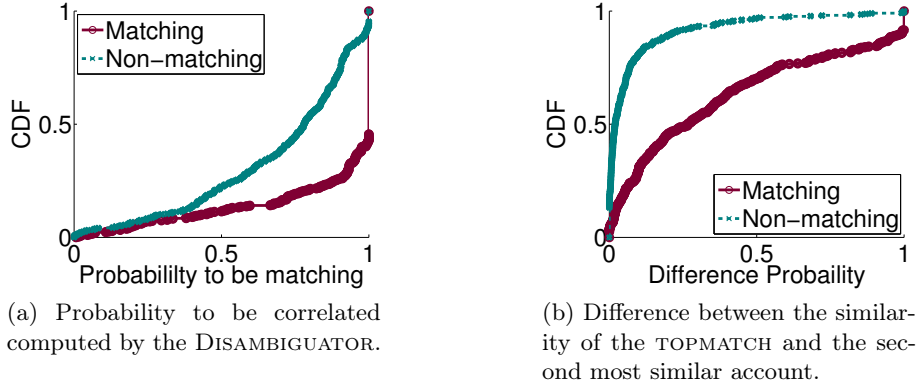 1
Matching
Non-matching
CDF
0.5
0
0
0.5
1
Probabililty to be matching
(a) Probability to be correlated
computed by the DISAMBIGUATOR.
1
CDF
0.5
Matching
Non-matching
0
0
0.5
1
Difference Probaility
(b) Difference between the similar-
ity of the TOPMATCH and the sec-
ond most similar account.